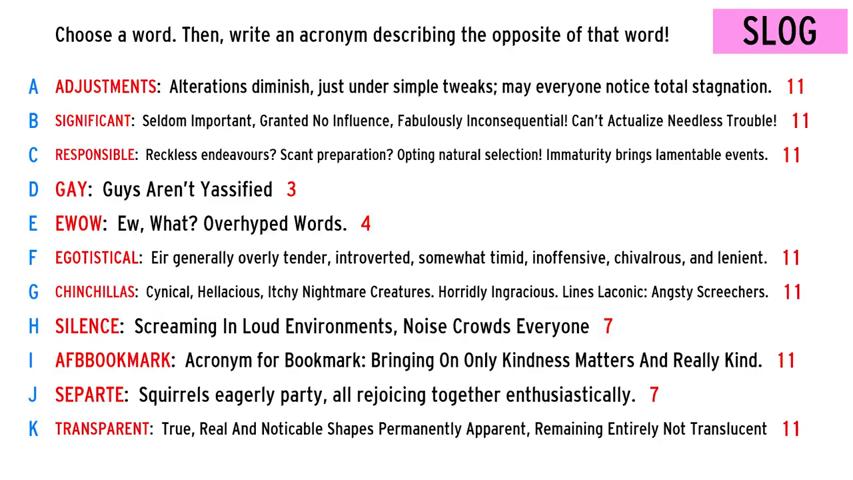 Choose a word. Then, write an acronym describing the opposite of that word!
SLOG
A ADJUSTMENTS: Alterations diminish, just under simple tweaks; may everyone notice total stagnation. 11
B SIGNIFICANT: Seldom Important, Granted No Influence, Fabulously Inconsequential! Can't Actualize Needless Trouble! 11
C RESPONSIBLE: Reckless endeavours? Scant preparation? Opting natural selection! Immaturity brings lamentable events. 11
D GAY: Guys Aren't Yassified 3
E EWOW: Ew, What? Overhyped Words. 4
F EGOTISTICAL: Eir generally overly tender, introverted, somewhat timid, inoffensive, chivalrous, and lenient. 11
G CHINCHILLAS: Cynical, Hellacious, Itchy Nightmare Creatures. Horridly Ingracious. Lines Laconic: Angsty Screechers. 11
H SILENCE: Screaming In Loud Environments, Noise Crowds Everyone 7
I AFBBOOKMARK: Acronym for Bookmark: Bringing On Only Kindness Matters And Really Kind. 11
J SEPARTE: Squirrels eagerly party, all rejoicing together enthusiastically. 7
K TRANSPARENT: True, Real And Noticable Shapes Permanently Apparent, Remaining Entirely Not Translucent 11